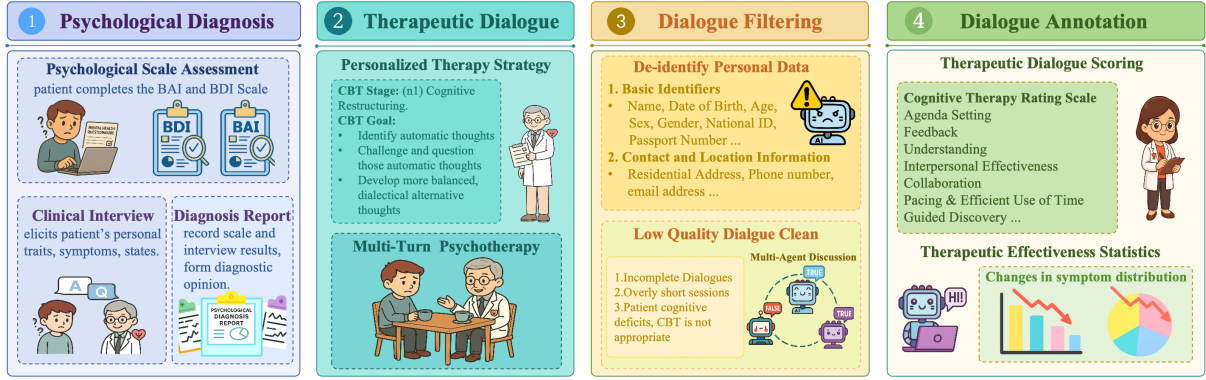 1 Psychological Diagnosis
Psychological Scale Assessment
patient completes the BAI and BDI Scale
MENTAL HEALTH
QUESTIONNAIRE
BDI
BAI
Clinical Interview
elicits patient's personal
traits, symptoms, states.
A
Q
Diagnosis Report
record scale and
interview results,
form diagnostic
opinion.
PSYCHOLOGICAL
DIAGNOSIS
REPORT
2 Therapeutic Dialogue
Personalized Therapy Strategy
CBT Stage: (n1) Cognitive
Restructuring.
CBT Goal:
• Identify automatic thoughts
• Challenge and question
those automatic thoughts
• Develop more balanced,
dialectical alternative
thoughts
Multi-Turn Psychotherapy
3 Dialogue Filtering
De-identify Personal Data
1. Basic Identifiers
• Name, Date of Birth, Age,
Sex, Gender, National ID,
Passport Number ...
2. Contact and Location Information
• Residential Address, Phone number,
email address ...
AI
Low Quality Dialgue Clean
1.Incomplete Dialogues
2.Overly short sessions
3.Patient cognitive
deficits, CBT is not
appropriate
Multi-Agent Discussion
TRUE
FALSE
TRUE
4 Dialogue Annotation
Therapeutic Dialogue Scoring
Cognitive Therapy Rating Scale
Agenda Setting
Feedback
Understanding
Interpersonal Effectiveness
Collaboration
Pacing & Efficient Use of Time
Guided Discovery ...
Therapeutic Effectiveness Statistics
HI!
Changes in symptom distribution